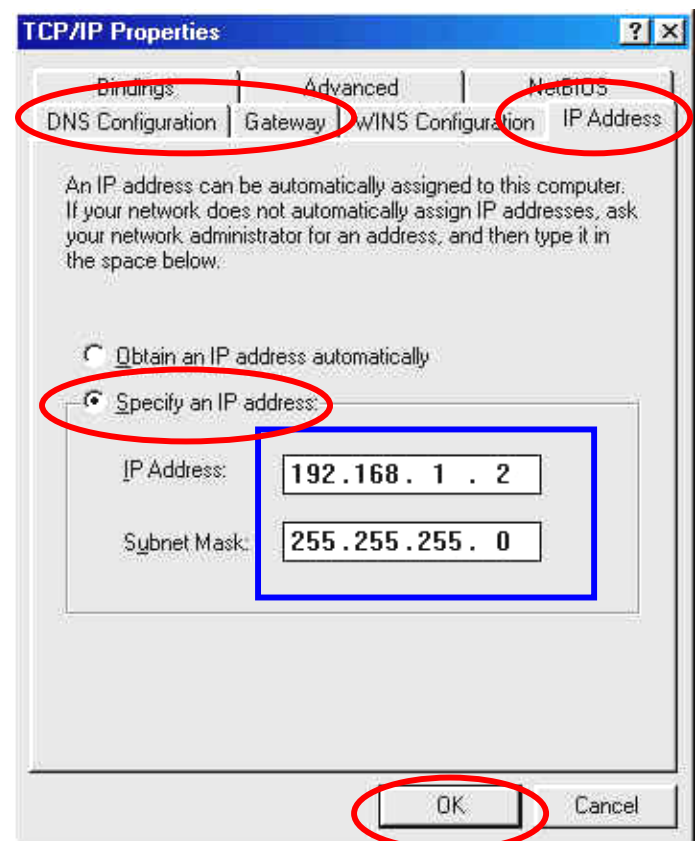 TCP/IP Properties
Bindings Advanced NetBIOS
DNS Configuration Gateway WINS Configuration IP Address
An IP address can be automatically assigned to this computer.
If your network does not automatically assign IP addresses, ask
your network administrator for an address, and then type it in
the space below.
Obtain an IP address automatically
Specify an IP address:
IP Address: 192.168. 1 . 2
Subnet Mask: 255.255.255. 0
OK Cancel